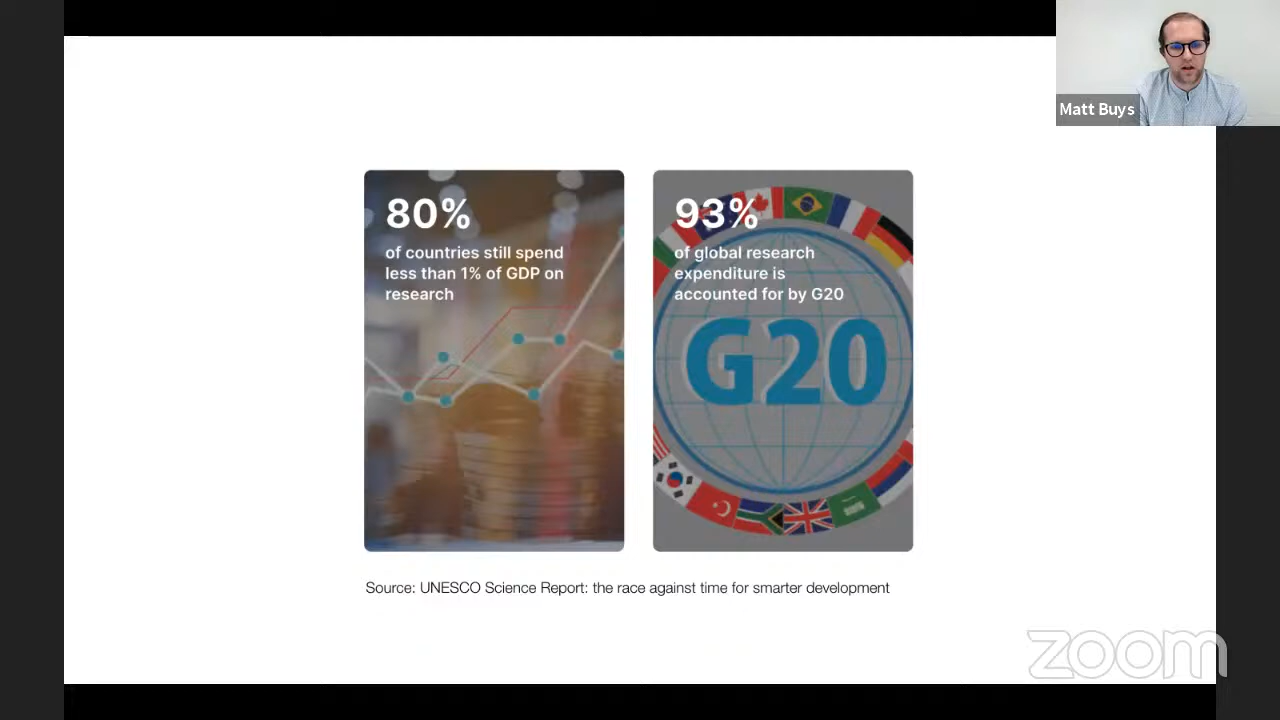 Matt Buys
80%
of countries still spend
less than 1% of GDP on
research
93%
of global research
expenditure is
accounted for by G20
G20
Source: UNESCO Science Report: the race against time for smarter development
zoom